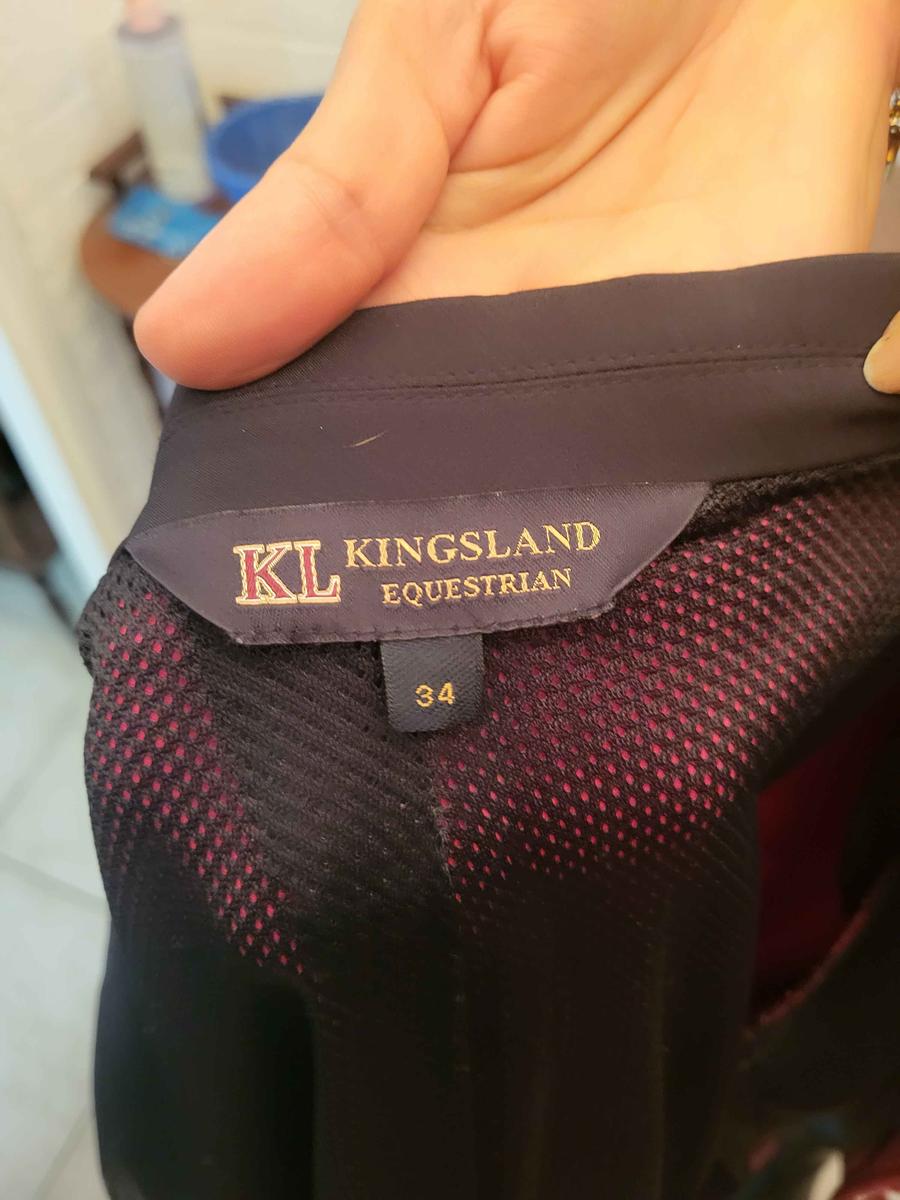 KL KINGSLAND
EQUESTRIAN
34